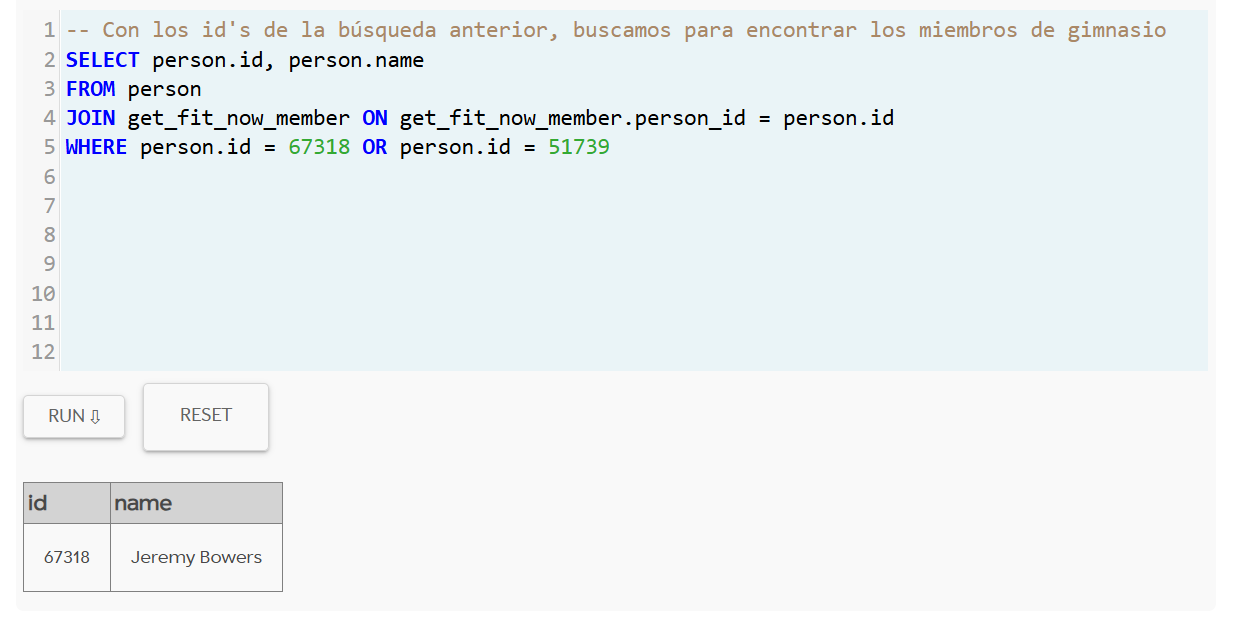 1 -- Con los id's de la búsqueda anterior, buscamos para encontrar los miembros de gimnasio
2 SELECT person.id, person.name
3 FROM person
4 JOIN get_fit_now_member ON get_fit_now_member.person_id = person.id
5 WHERE person.id = 67318 OR person.id = 51739
6
7
8
9
10
11
12
RUN ⇩ RESET
id name
67318 Jeremy Bowers